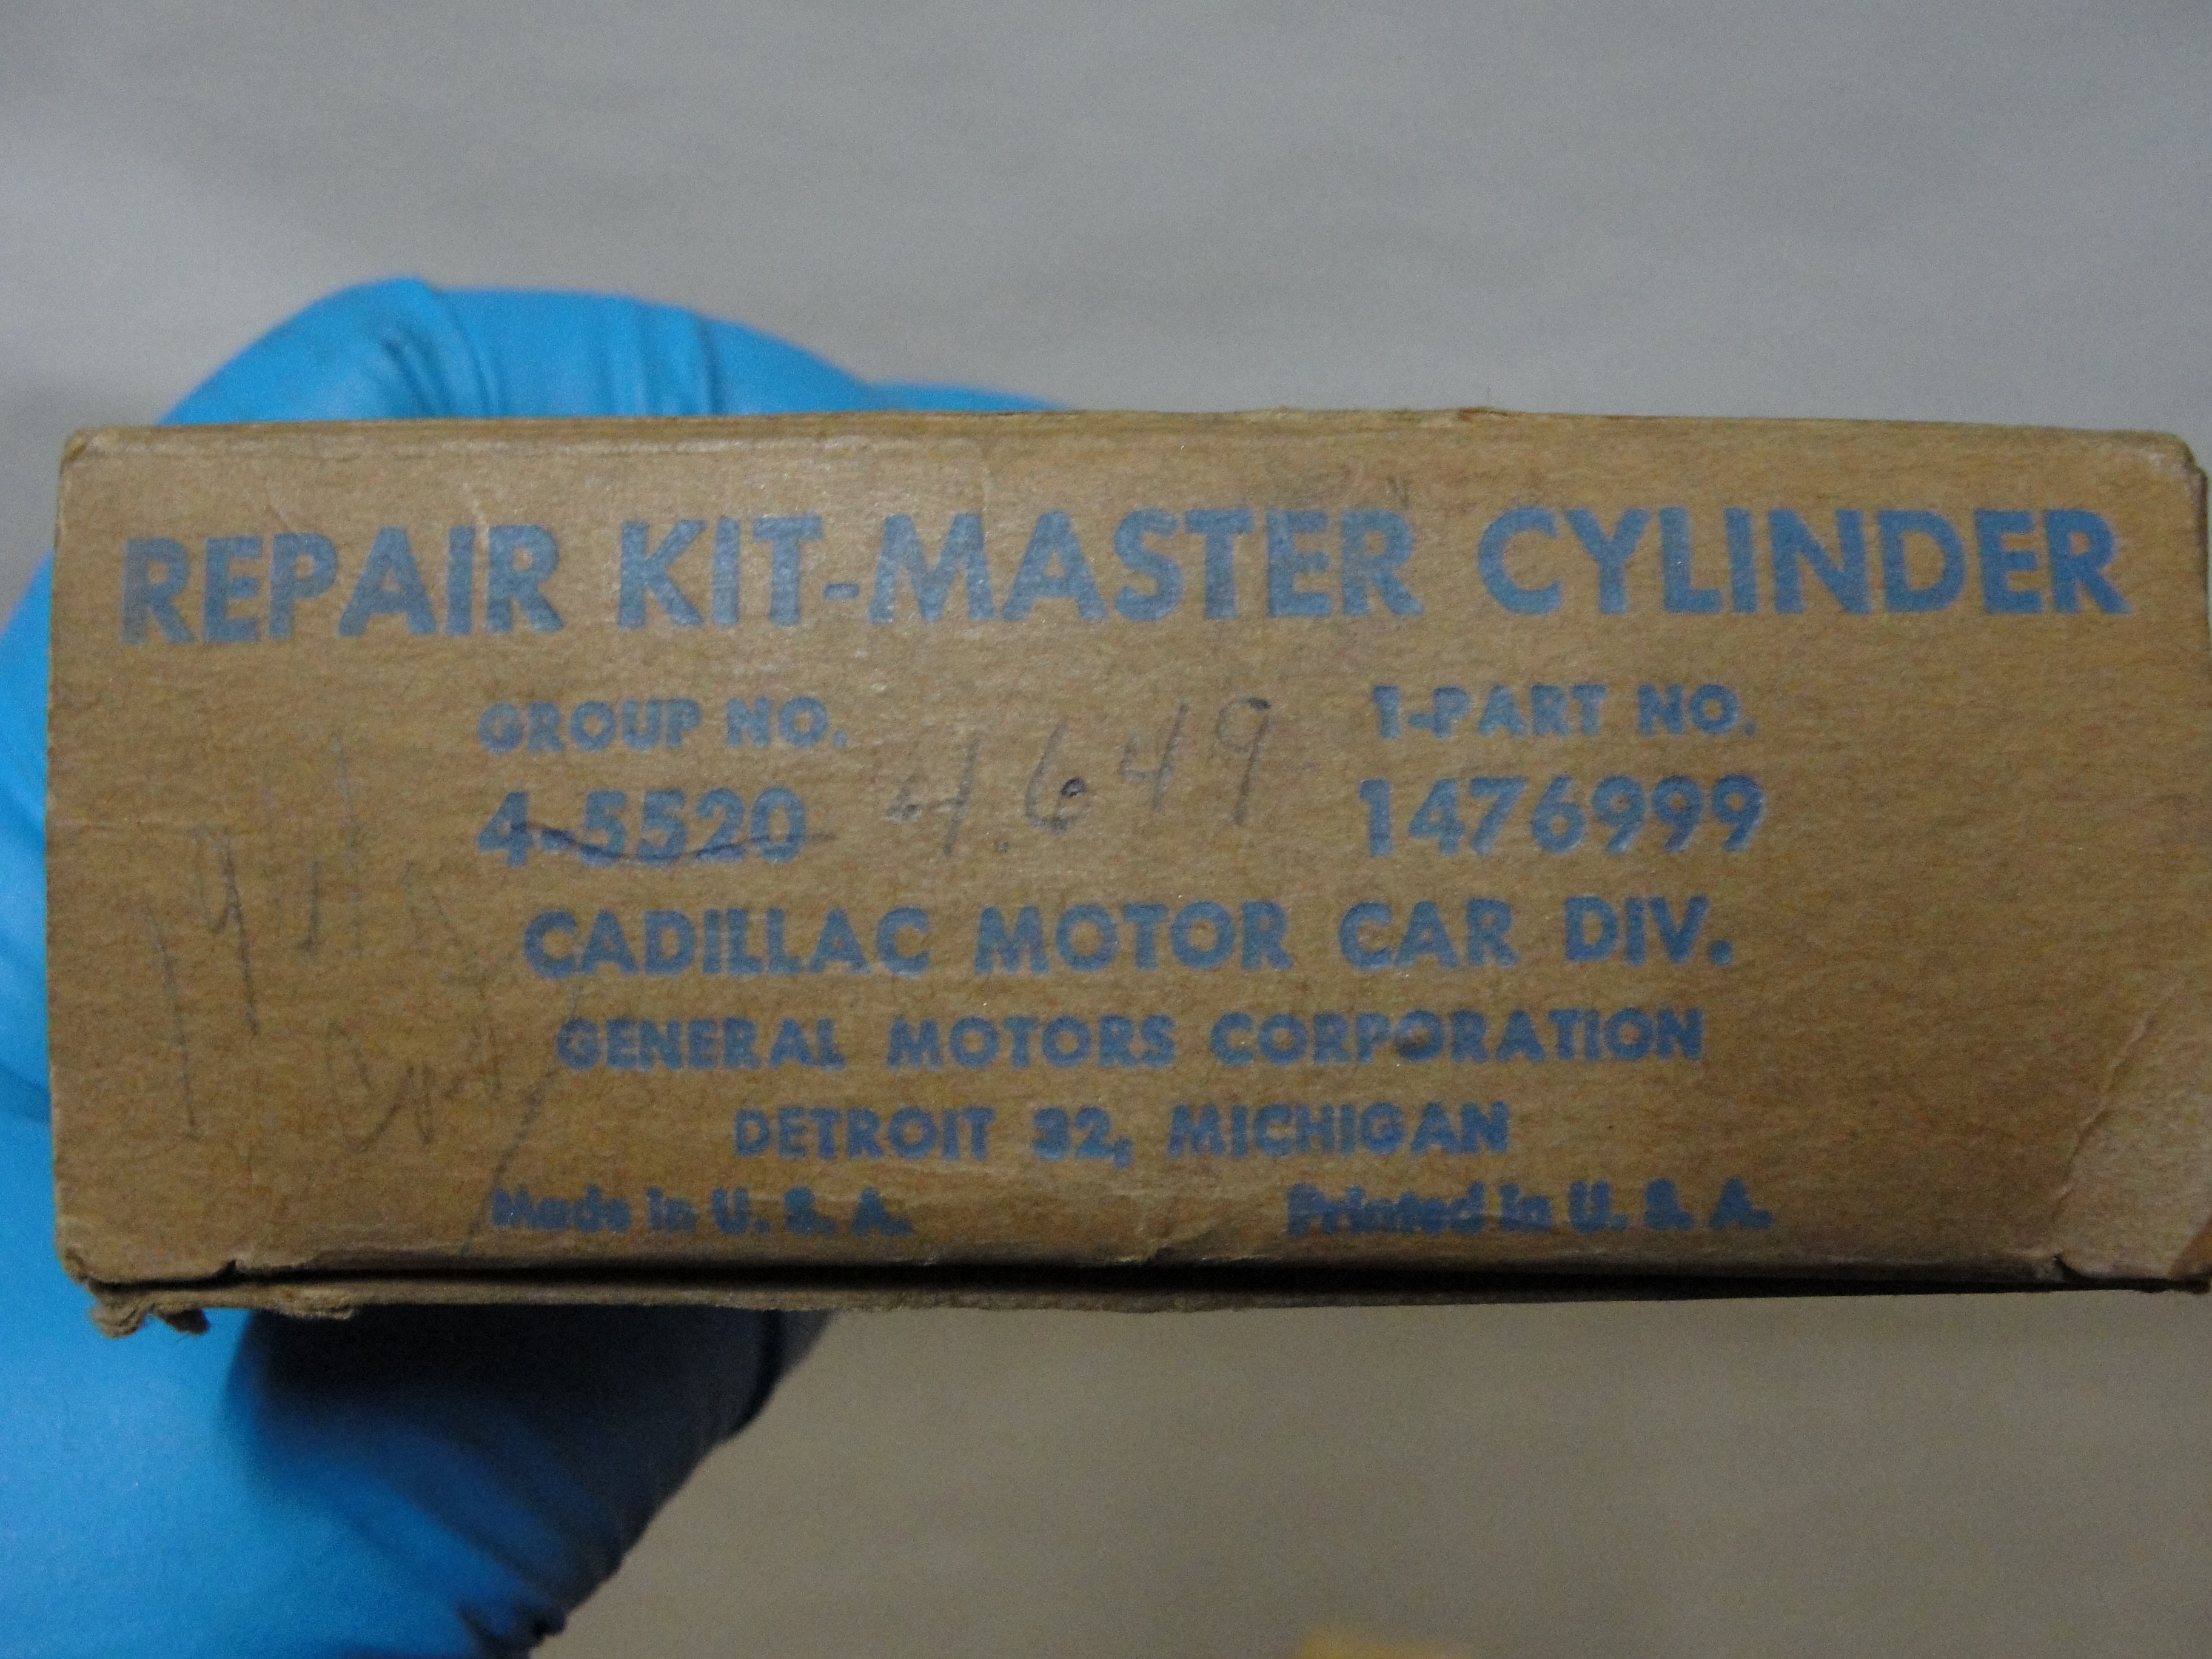 REPAIR KIT-MASTER CYLINDER
GROUP NO. 1-PART NO.
4-5520 4.649 1476999
CADILLAC MOTOR CAR DIV.
GENERAL MOTORS CORPORATION
DETROIT 32, MICHIGAN
Made in U. S. A. Printed in U. S. A.